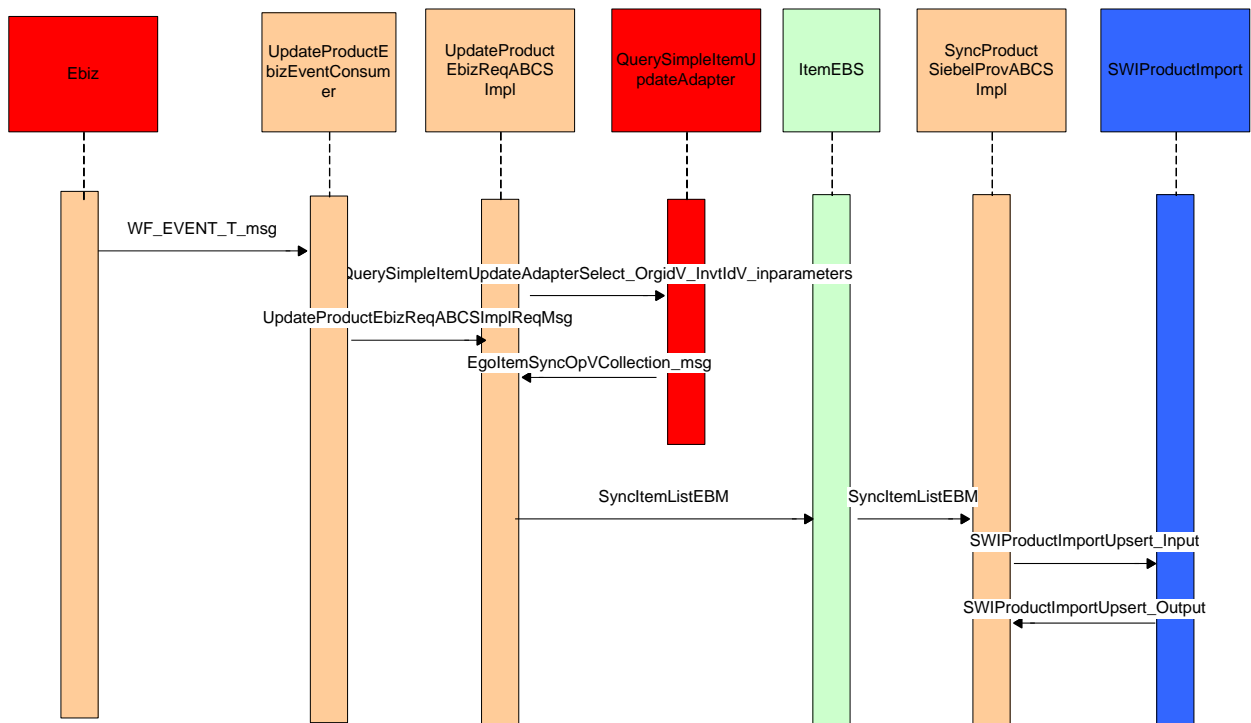 Ebiz
UpdateProductE
bizEventConsum
er
UpdateProduct
EbizReqABCS
Impl
QuerySimpleItemU
pdateAdapter
ItemEBS
SyncProduct
SiebelProvABCS
Impl
SWIProductImport
WF_EVENT_T_msg
QuerySimpleItemUpdateAdapterSelect_OrgidV_InvtIdV_inparameters
UpdateProductEbizReqABCSImplReqMsg
EgoItemSyncOpVCollection_msg
SyncItemListEBM
SyncItemListEBM
SWIProductImportUpsert_Input
SWIProductImportUpsert_Output